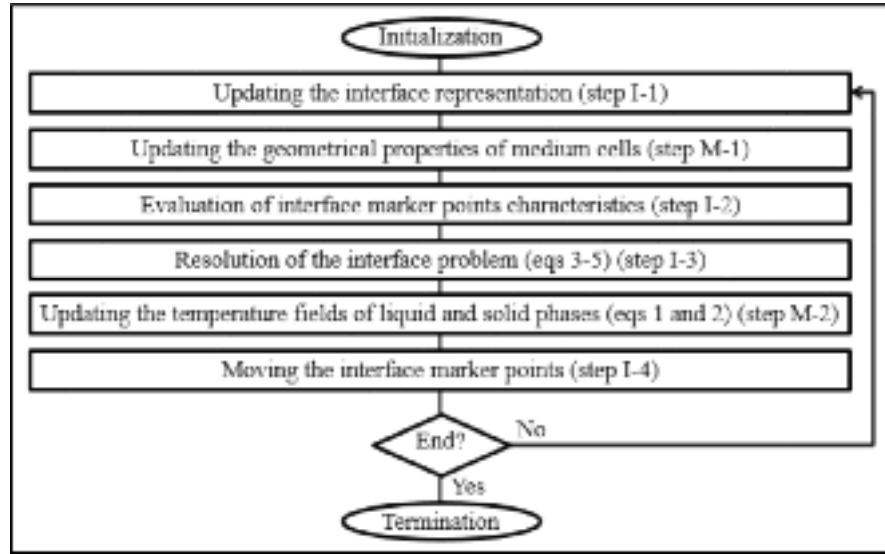 Initialization
Updating the interface representation (step I-1)
Updating the geometrical properties of medium cells (step M-1)
Evaluation of interface marker points characteristics (step I-2)
Resolution of the interface problem (eqs 3-5) (step I-3)
Updating the temperature fields of liquid and solid phases (eqs 1 and 2) (step M-2)
Moving the interface marker points (step I-4)
End?
No
Yes
Termination